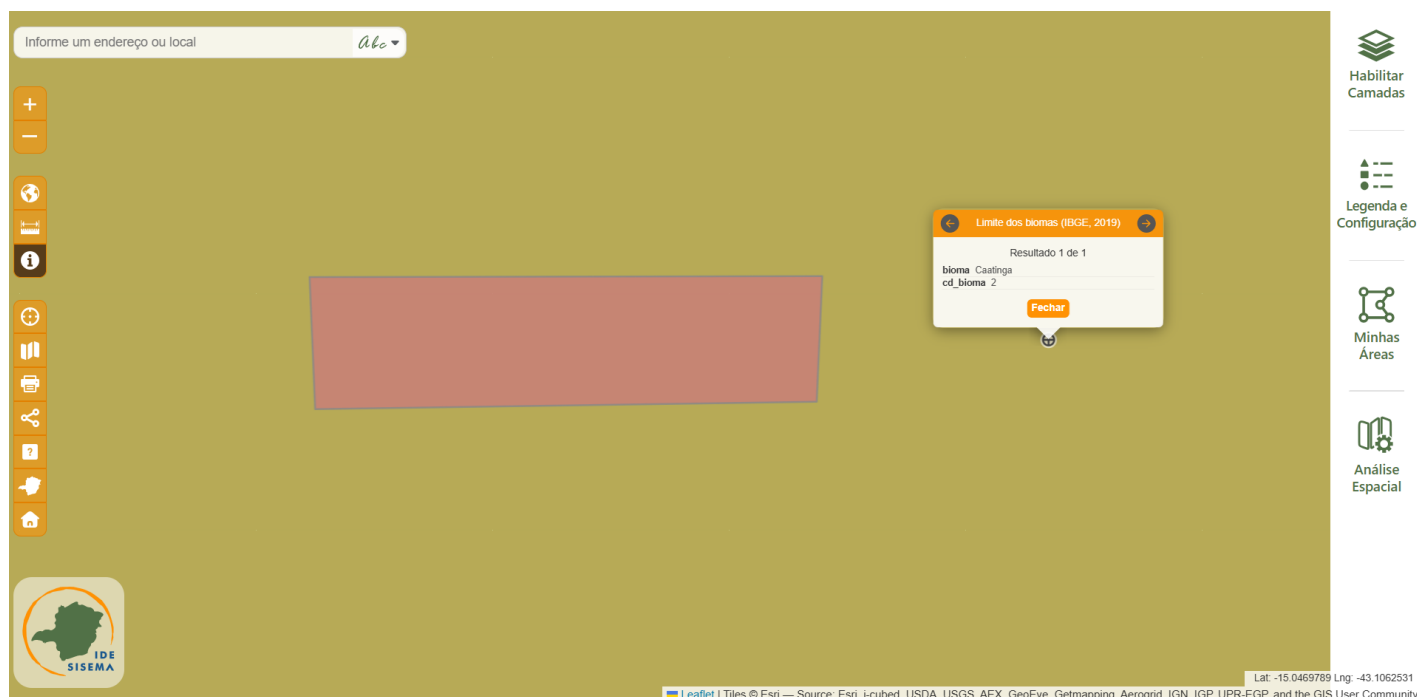 Informe um endereço ou local
Abc
Habilitar
Camadas
Legenda e
Configuração
Limite dos biomas (IBGE, 2019)
Resultado 1 de 1
bioma Caatinga
cd_bioma 2
Fechar
Minhas
Áreas
Análise
Espacial
IDE
SISEMA
Lat: -15.0469789 Lng: -43.1062531
Leaflet | Tiles © Esri — Source: Esri, i-cubed, USDA, USGS, AEX, GeoEye, Getmapping, Aerogrid, IGN, IGP, UPR-EGP, and the GIS User Community